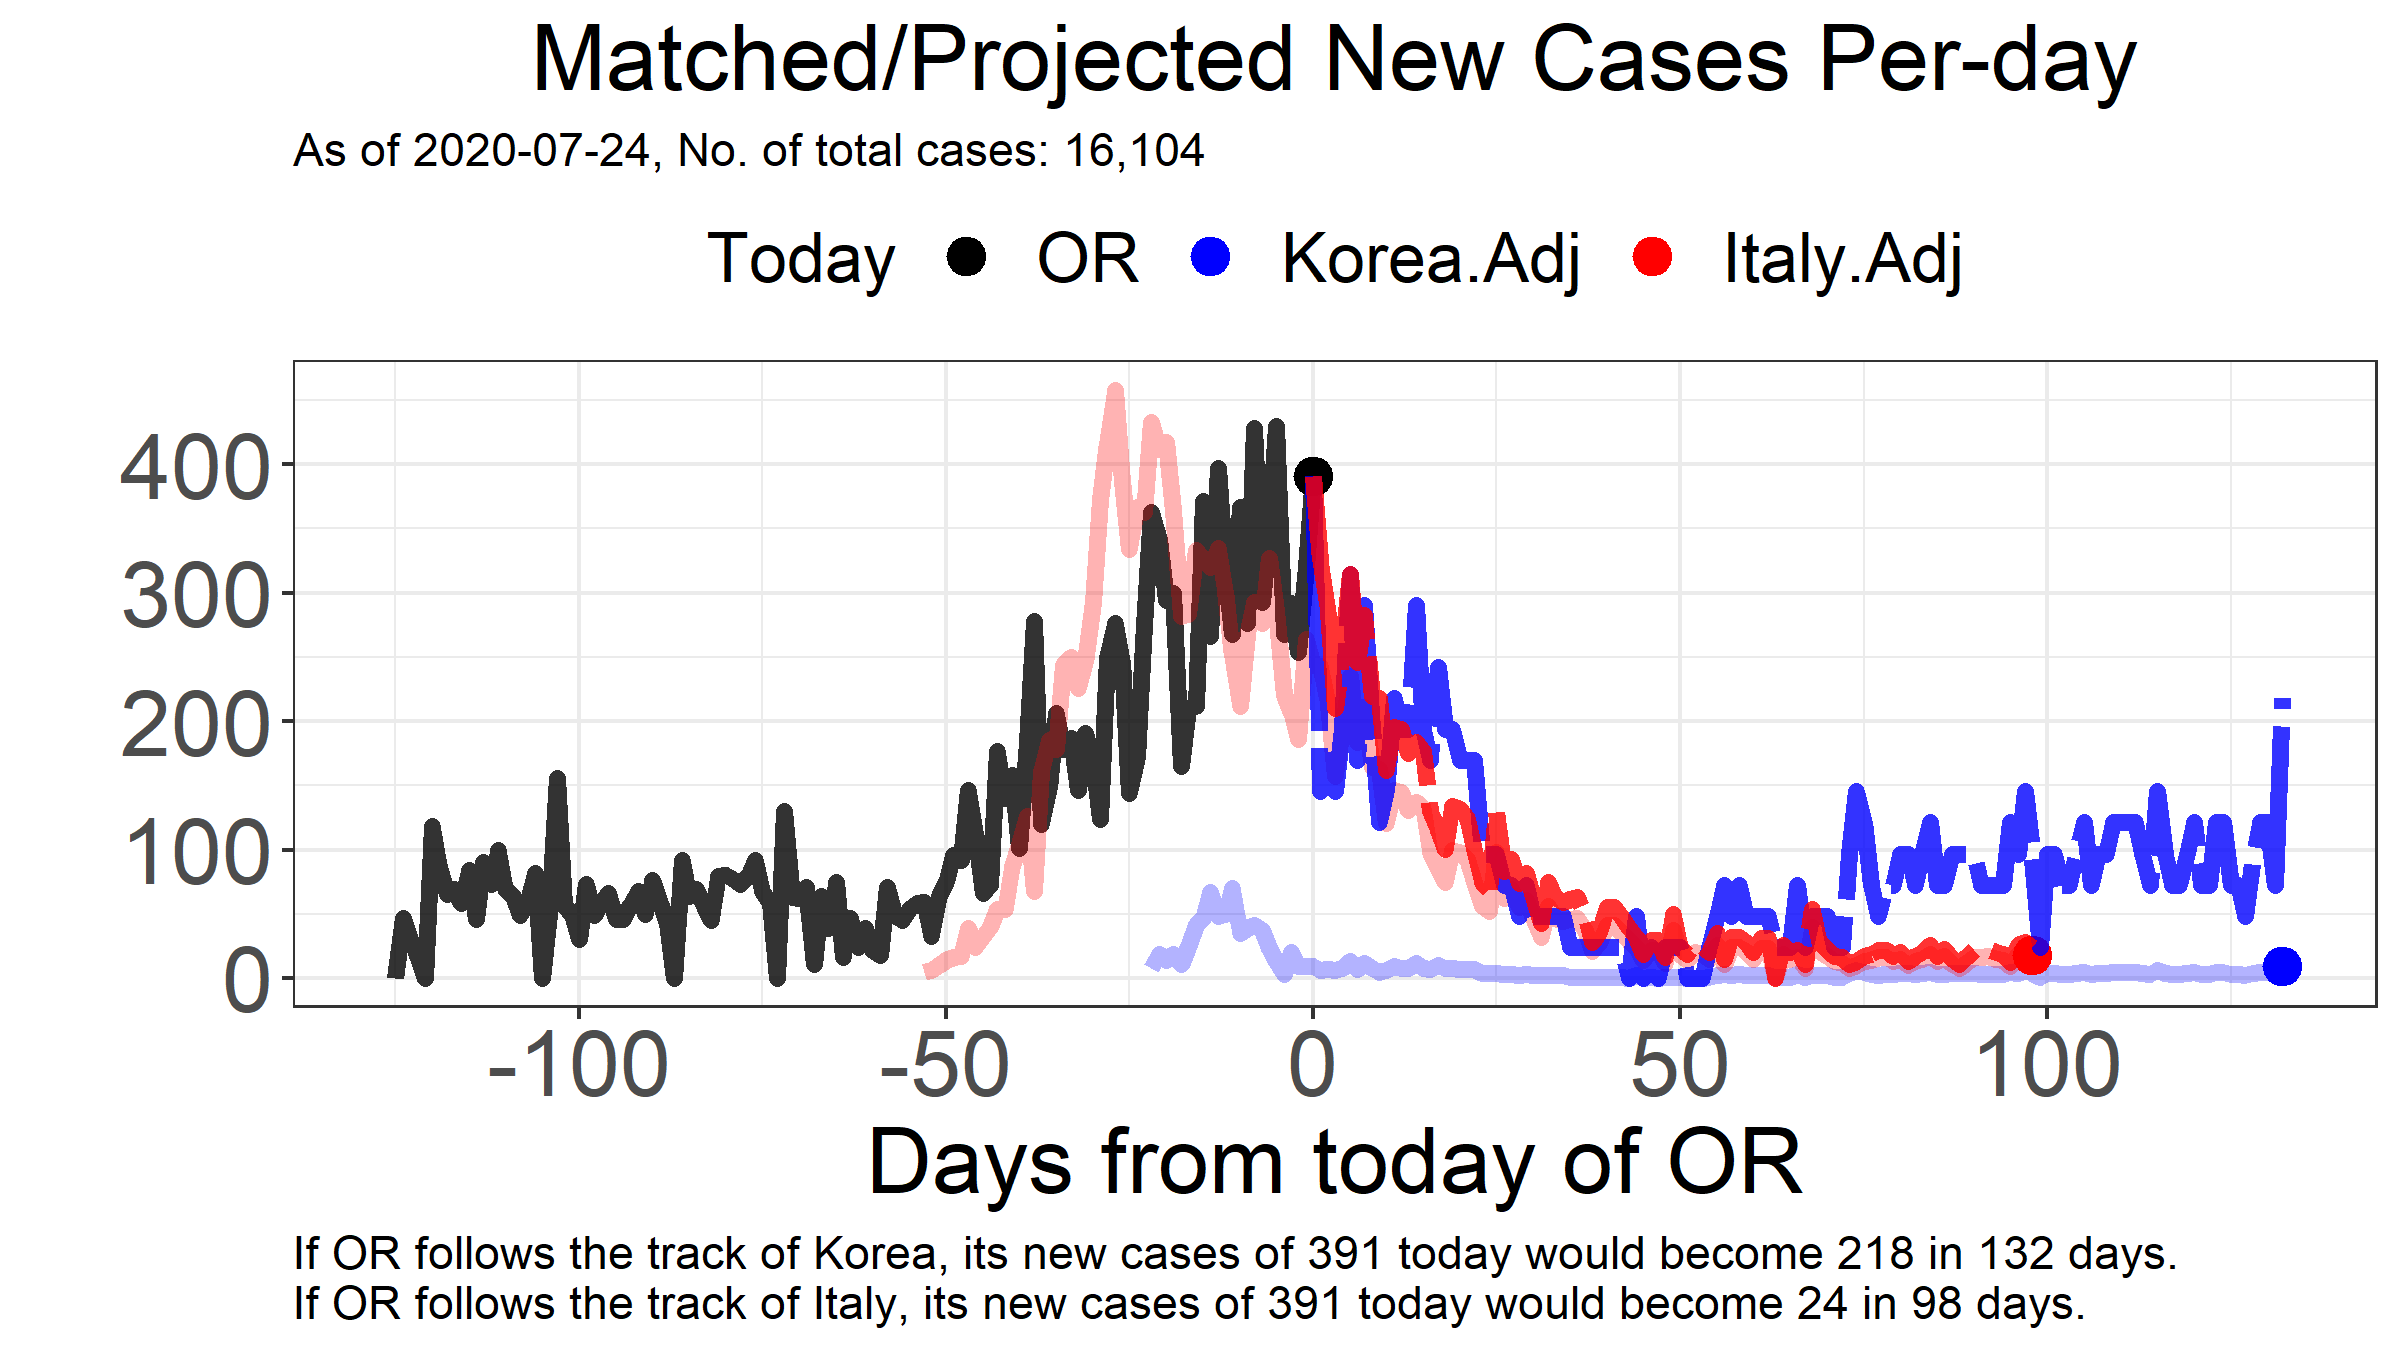 Matched/Projected New Cases Per-day
As of 2020-07-24, No. of total cases: 16,104
Today OR Korea.Adj Italy.Adj
400
300
200
100
0
-100 -50 0 50 100
Days from today of OR
If OR follows the track of Korea, its new cases of 391 today would become 218 in 132 days.
If OR follows the track of Italy, its new cases of 391 today would become 24 in 98 days.